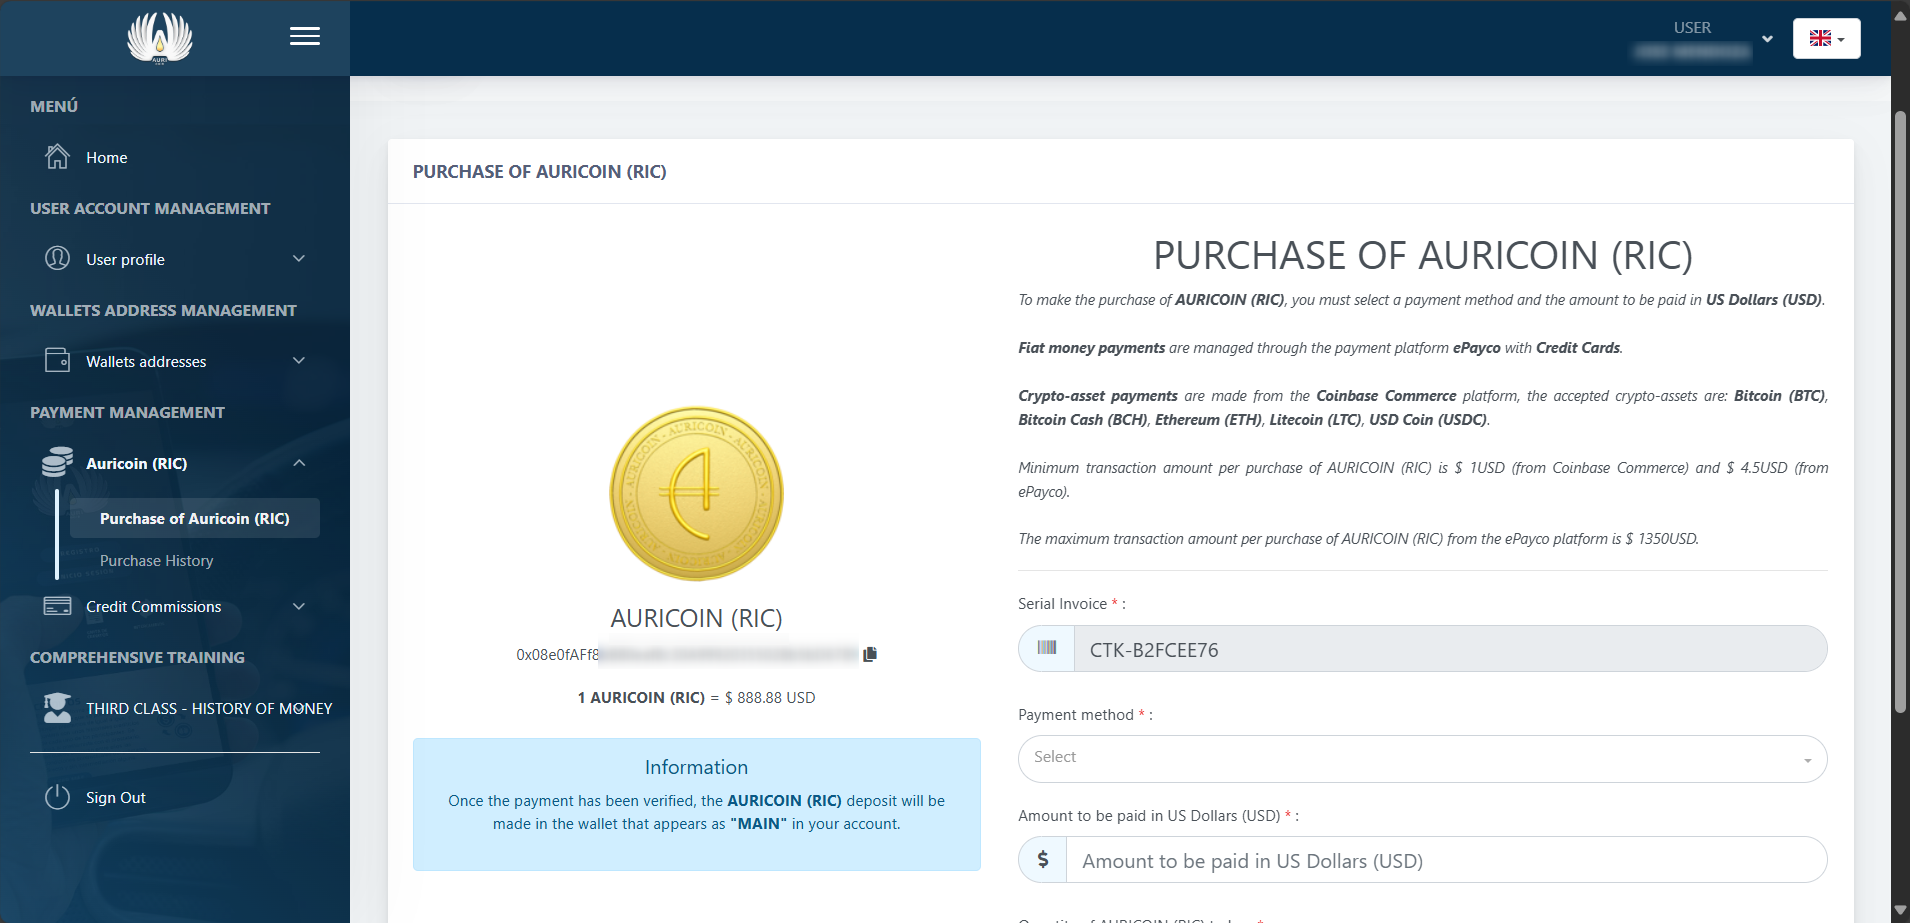 AURI
USER
MENÚ
Home
USER ACCOUNT MANAGEMENT
User profile
WALLETS ADDRESS MANAGEMENT
Wallets addresses
PAYMENT MANAGEMENT
Auricoin (RIC)
Purchase of Auricoin (RIC)
Purchase History
Credit Commissions
COMPREHENSIVE TRAINING
THIRD CLASS - HISTORY OF MONEY
Sign Out
PURCHASE OF AURICOIN (RIC)
AURICOIN - AURICOIN - AURICOIN - AURICOIN - AURICOIN - AURICOIN
AURICOIN (RIC)
0x08e0fAFf8
1 AURICOIN (RIC) = $ 888.88 USD
Information
Once the payment has been verified, the AURICOIN (RIC) deposit will be
made in the wallet that appears as "MAIN" in your account.
PURCHASE OF AURICOIN (RIC)
To make the purchase of AURICOIN (RIC), you must select a payment method and the amount to be paid in US Dollars (USD).
Fiat money payments are managed through the payment platform ePayco with Credit Cards.
Crypto-asset payments are made from the Coinbase Commerce platform, the accepted crypto-assets are: Bitcoin (BTC),
Bitcoin Cash (BCH), Ethereum (ETH), Litecoin (LTC), USD Coin (USDC).
Minimum transaction amount per purchase of AURICOIN (RIC) is $ 1USD (from Coinbase Commerce) and $ 4.5USD (from
ePayco).
The maximum transaction amount per purchase of AURICOIN (RIC) from the ePayco platform is $ 1350USD.
Serial Invoice * :
CTK-B2FCEE76
Payment method * :
Select
Amount to be paid in US Dollars (USD) * :
$ Amount to be paid in US Dollars (USD)